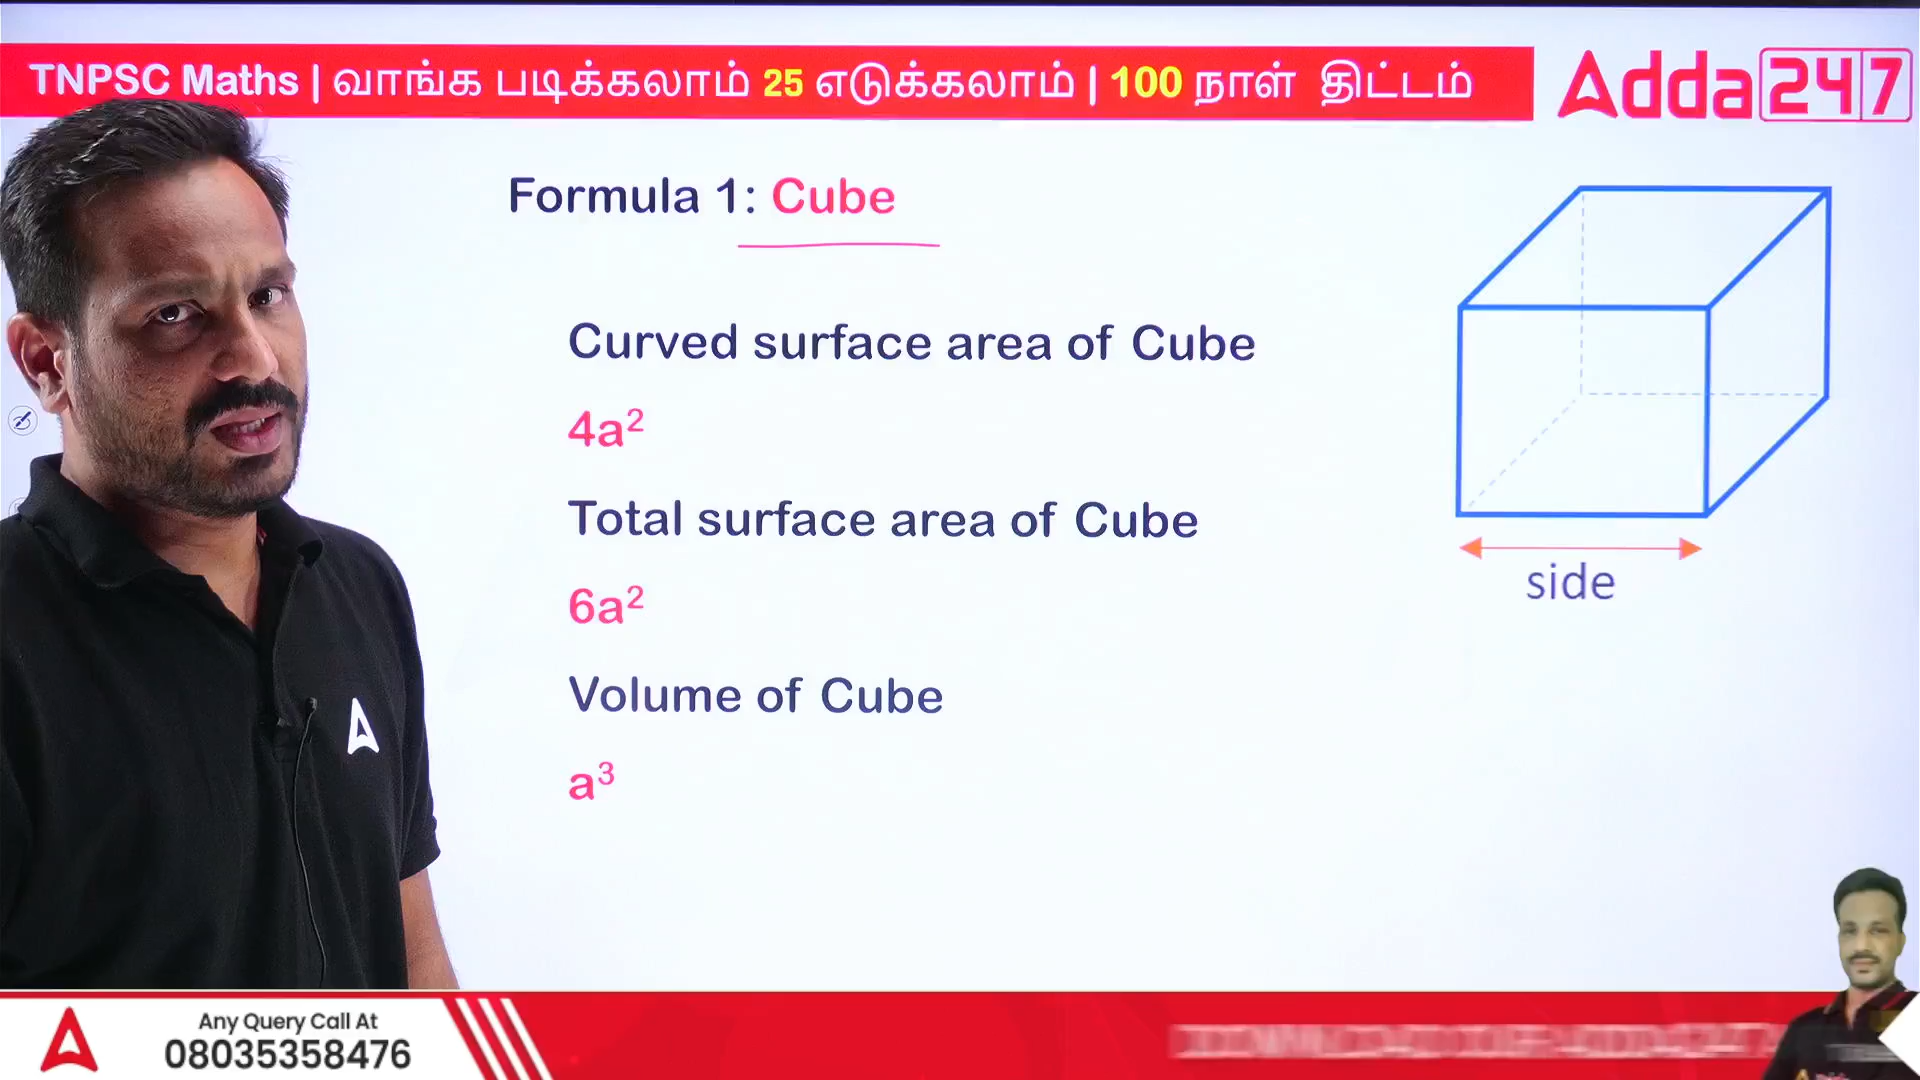 TNPSC Maths | வாங்க படிக்கலாம் 25 எடுக்கலாம் | 100 நாள் திட்டம்
Adda247
Formula 1: Cube
Curved surface area of Cube
4a²
Total surface area of Cube
6a²
Volume of Cube
a³
side
Any Query Call At
08035358476